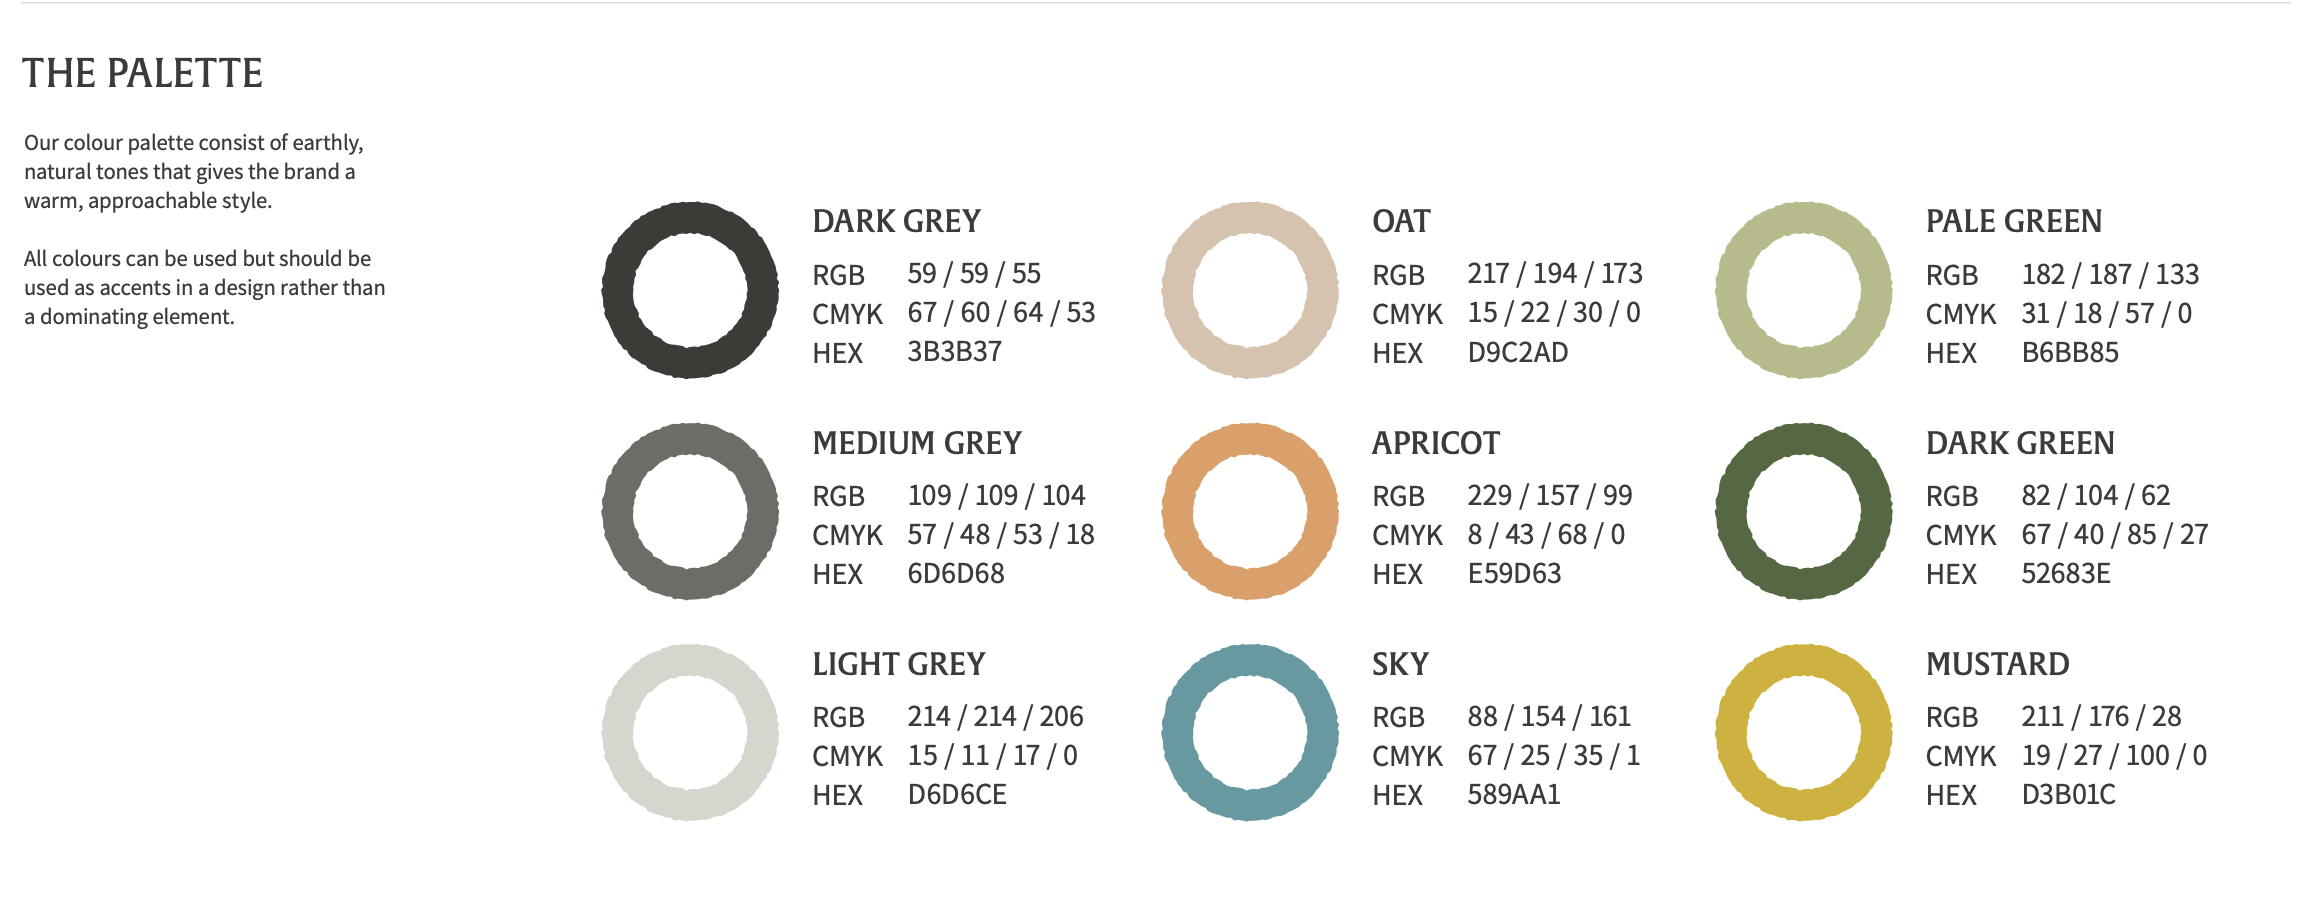 THE PALETTE
Our colour palette consist of earthly,
natural tones that gives the brand a
warm, approachable style.
All colours can be used but should be
used as accents in a design rather than
a dominating element.
DARK GREY
RGB 59 / 59 / 55
CMYK 67 / 60 / 64 / 53
HEX 3B3B37
OAT
RGB 217 / 194 / 173
CMYK 15 / 22 / 30 / 0
HEX D9C2AD
PALE GREEN
RGB 182 / 187 / 133
CMYK 31 / 18 / 57 / 0
HEX B6BB85
MEDIUM GREY
RGB 109 / 109 / 104
CMYK 57 / 48 / 53 / 18
HEX 6D6D68
APRICOT
RGB 229 / 157 / 99
CMYK 8 / 43 / 68 / 0
HEX E59D63
DARK GREEN
RGB 82 / 104 / 62
CMYK 67 / 40 / 85 / 27
HEX 52683E
LIGHT GREY
RGB 214 / 214 / 206
CMYK 15 / 11 / 17 / 0
HEX D6D6CE
SKY
RGB 88 / 154 / 161
CMYK 67 / 25 / 35 / 1
HEX 589AA1
MUSTARD
RGB 211 / 176 / 28
CMYK 19 / 27 / 100 / 0
HEX D3B01C